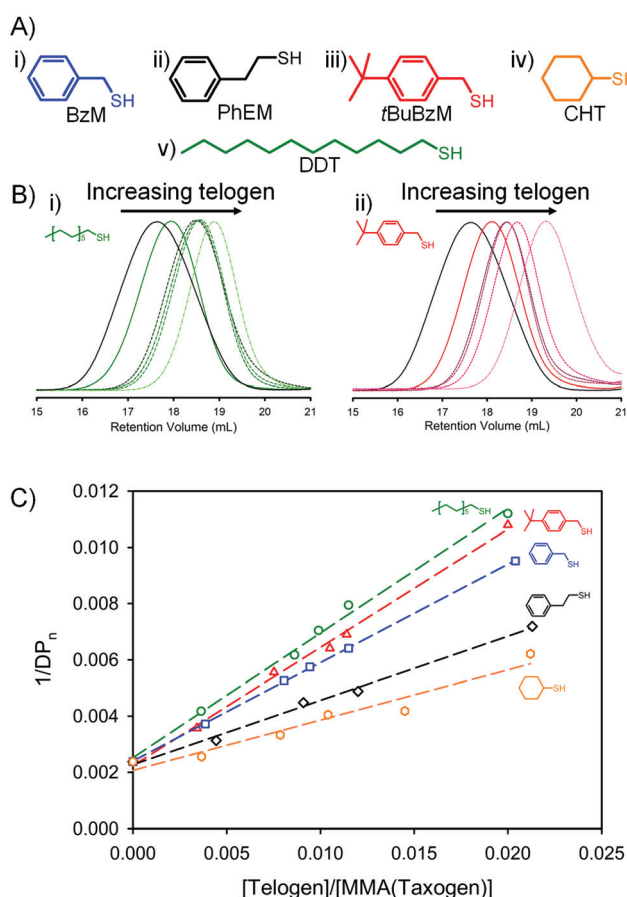 A)
i)
SH
BzM
ii)
SH
PhEM
iii)
SH
tBuBzM
iv)
SI
CHT
v)
SH
DDT
B)
i)
Increasing telogen
5
SH
15 16 17 18 19 20 21
Retention Volume (mL)
ii)
Increasing telogen
SH
15 16 17 18 19 20 21
Retention Volume (mL)
C)
0.012
0.010
0.008
0.006
0.004
0.002
0.000
1/DPn
5
SH
SH
SH
SH
SH
0.000 0.005 0.010 0.015 0.020 0.025
[Telogen]/[MMA(Taxogen)]